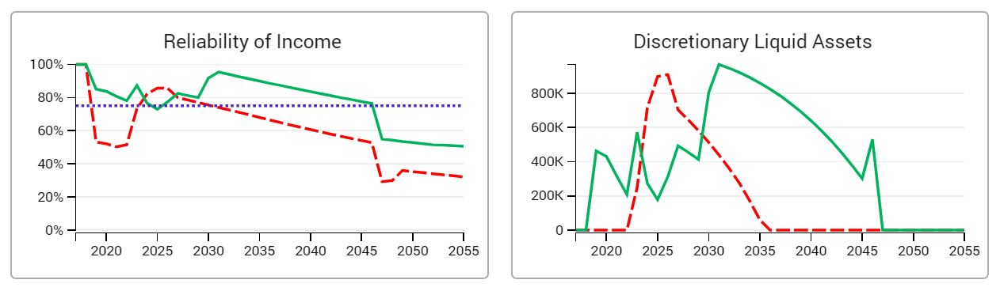 Reliability of Income
100%
80%
60%
40%
20%
0%
2020 2025 2030 2035 2040 2045 2050 2055
Discretionary Liquid Assets
800K
600K
400K
200K
0
2020 2025 2030 2035 2040 2045 2050 2055